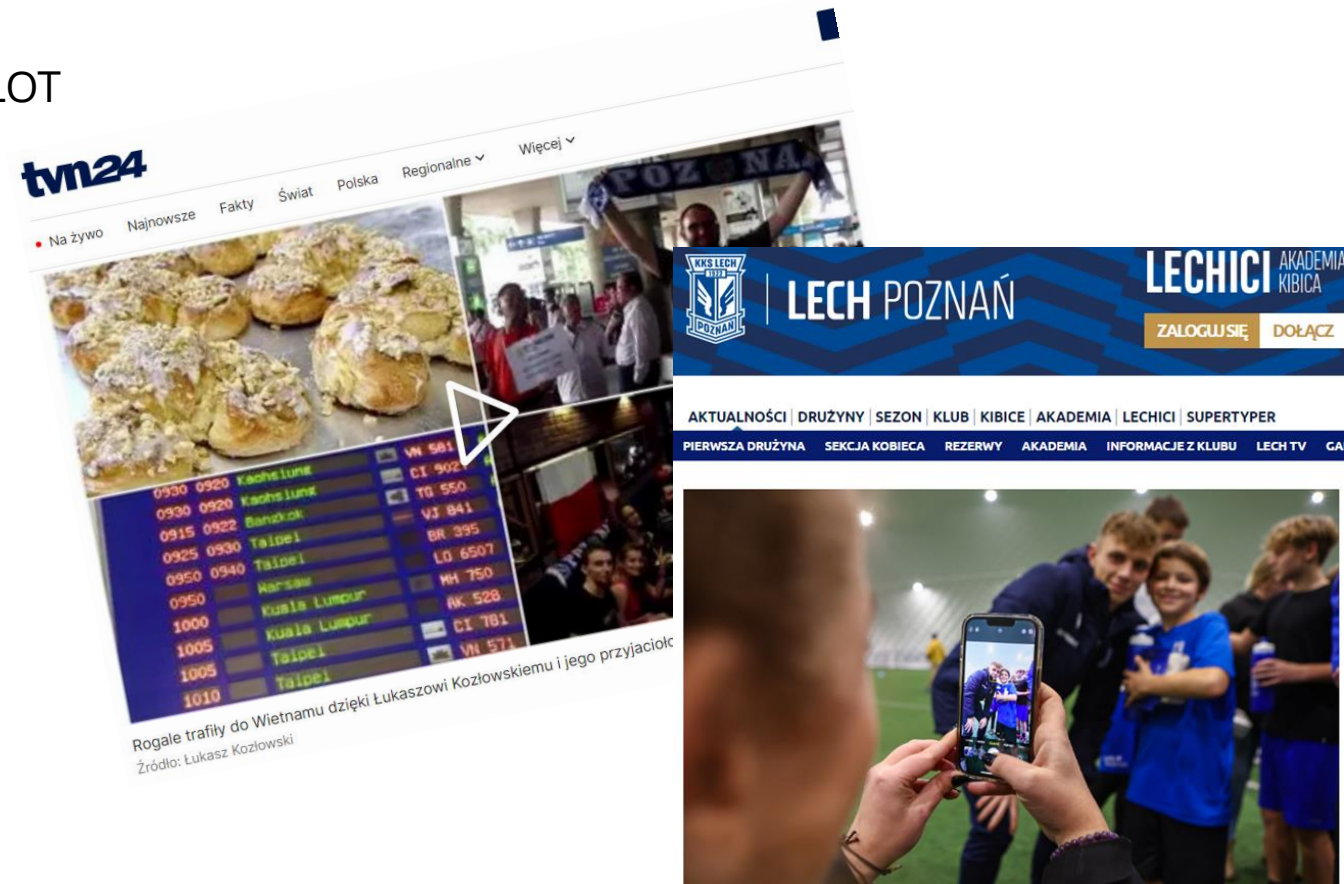 LOT
tvn24
Na żywo Najnowsze Fakty Świat Polska Regionalne Więcej
POZNA
0930 0920 Kaohsiung VN 581
0930 0920 Kaohsiung CI 902
0915 0922 Bangkok TG 550
0925 0930 Taipei VJ 841
0950 0940 Taipei BR 395
0950 Warsaw LO 6507
1000 Kuala Lumpur MH 750
1005 Kuala Lumpur AK 528
1005 Taipei CI 781
1010 Taipei VN 571
Rogale trafiły do Wietnamu dzięki Łukaszowi Kozłowskiemu i jego przyjacioło
Źródło: Łukasz Kozłowski
KKS LECH
1922
POZNAŃ
LECH POZNAŃ
LECHICI AKADEMIA
KIBICA
ZALOGUJ SIĘ DOŁĄCZ
AKTUALNOŚCI | DRUŻYNY | SEZON | KLUB | KIBICE | AKADEMIA | LECHICI | SUPERTYPER
PIERWSZA DRUŻYNA SEKCJA KOBIECA REZERWY AKADEMIA INFORMACJE Z KLUBU LECH TV GA